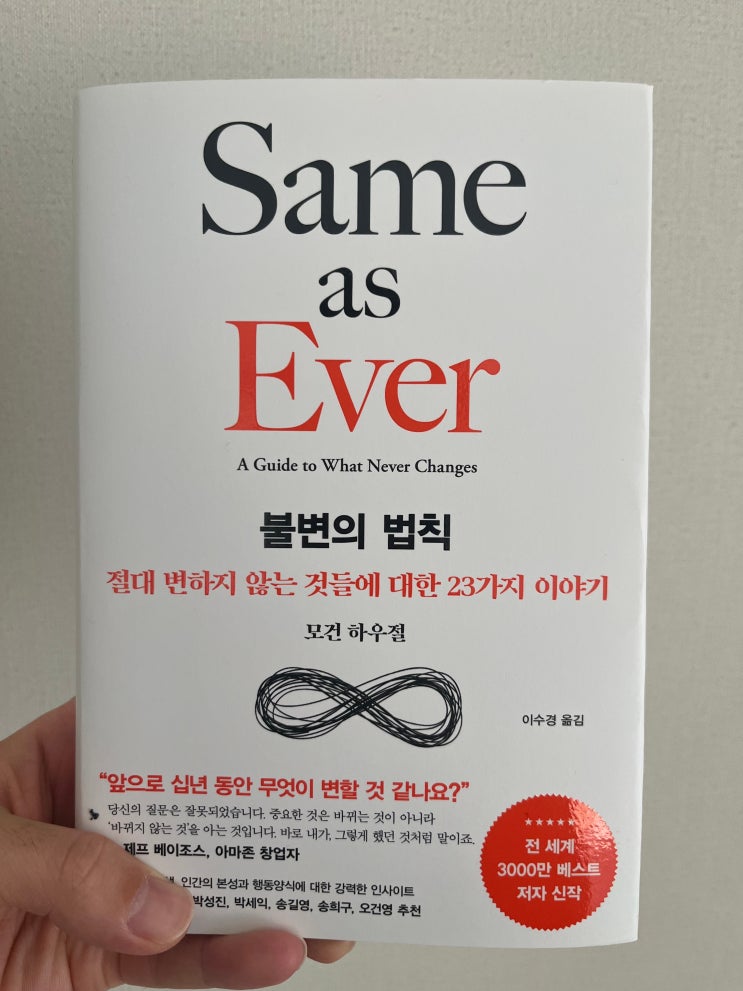 Same
as
Ever
A Guide to What Never Changes
불변의 법칙
절대 변하지 않는 것들에 대한 23가지 이야기
모건 하우절
이수경 옮김
“앞으로 십년 동안 무엇이 변할 것 같나요?”
당신의 질문은 잘못되었습니다. 중요한 것은 바뀌는 것이 아니라
‘바뀌지 않는 것’을 아는 것입니다. 바로 내가, 그렇게 했던 것처럼 말이죠.
제프 베이조스, 아마존 창업자
인간의 본성과 행동양식에 대한 강력한 인사이트
박성진, 박세익, 송길영, 송희구, 오건영 추천
★★★★★
전 세계
3000만 베스트
저자 신작